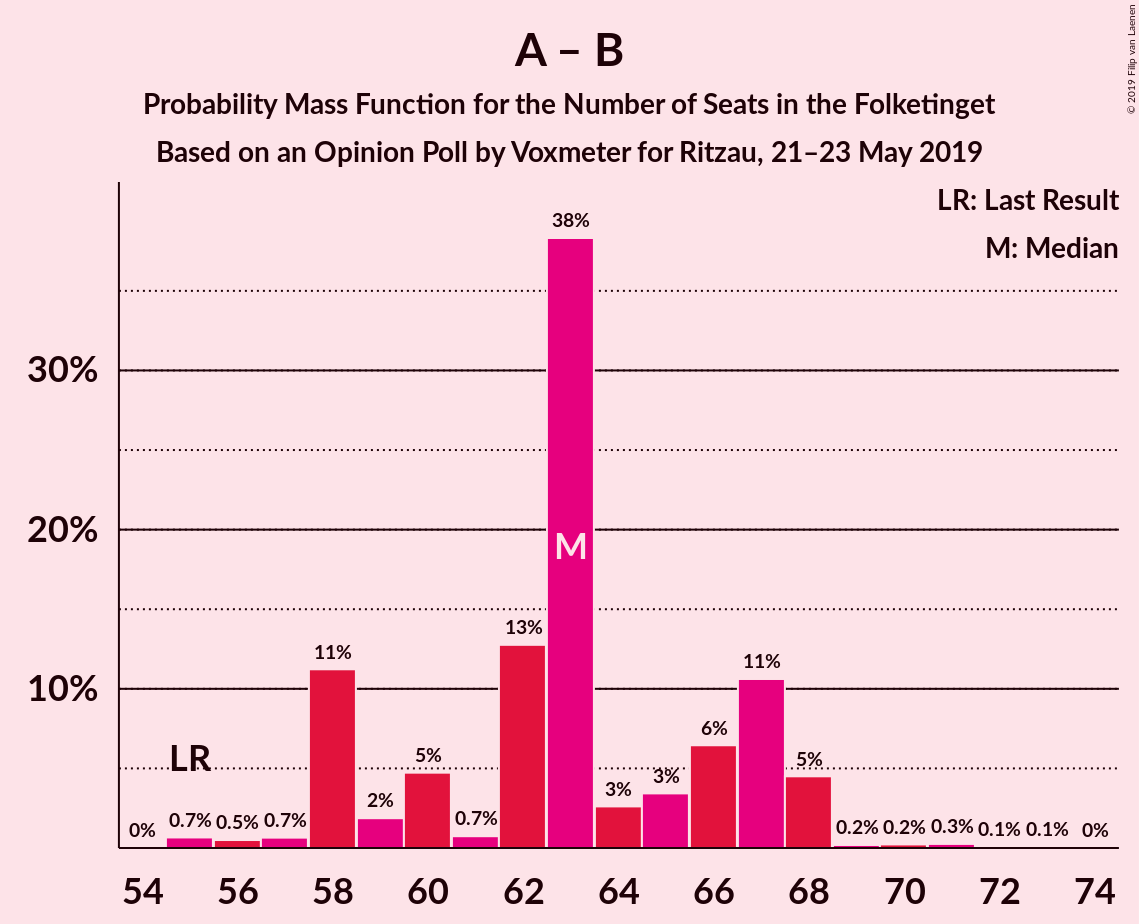 A – B
Probability Mass Function for the Number of Seats in the Folketinget
Based on an Opinion Poll by Voxmeter for Ritzau, 21–23 May 2019
© 2019 Filip van Laenen
LR: Last Result
M: Median
38%
30%
20%
M
13%
11%
11%
10%
6%
LR
5%
5%
3%
3%
2%
0% 0.7% 0.5% 0.7% 0.7% 0.2% 0.2% 0.3% 0.1% 0.1% 0%
54 56 58 60 62 64 66 68 70 72 74